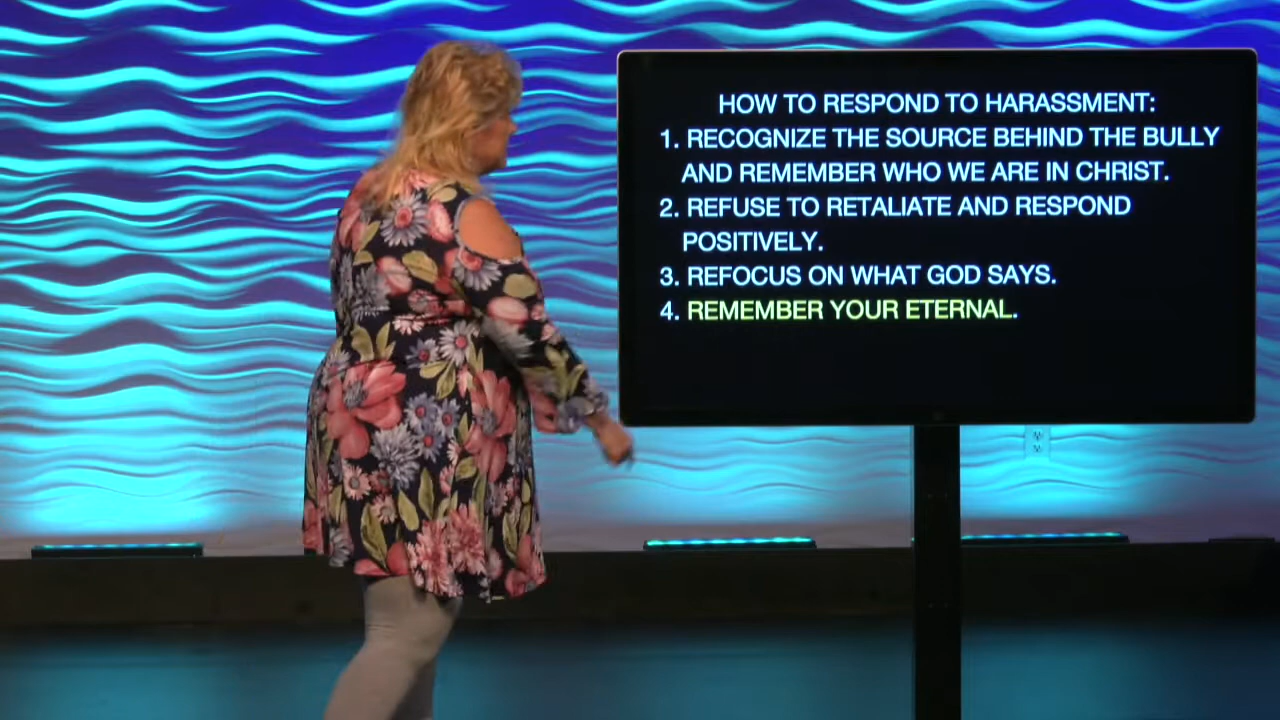 HOW TO RESPOND TO HARASSMENT:
1. RECOGNIZE THE SOURCE BEHIND THE BULLY
AND REMEMBER WHO WE ARE IN CHRIST.
2. REFUSE TO RETALIATE AND RESPOND
POSITIVELY.
3. REFOCUS ON WHAT GOD SAYS.
4. REMEMBER YOUR ETERNAL.